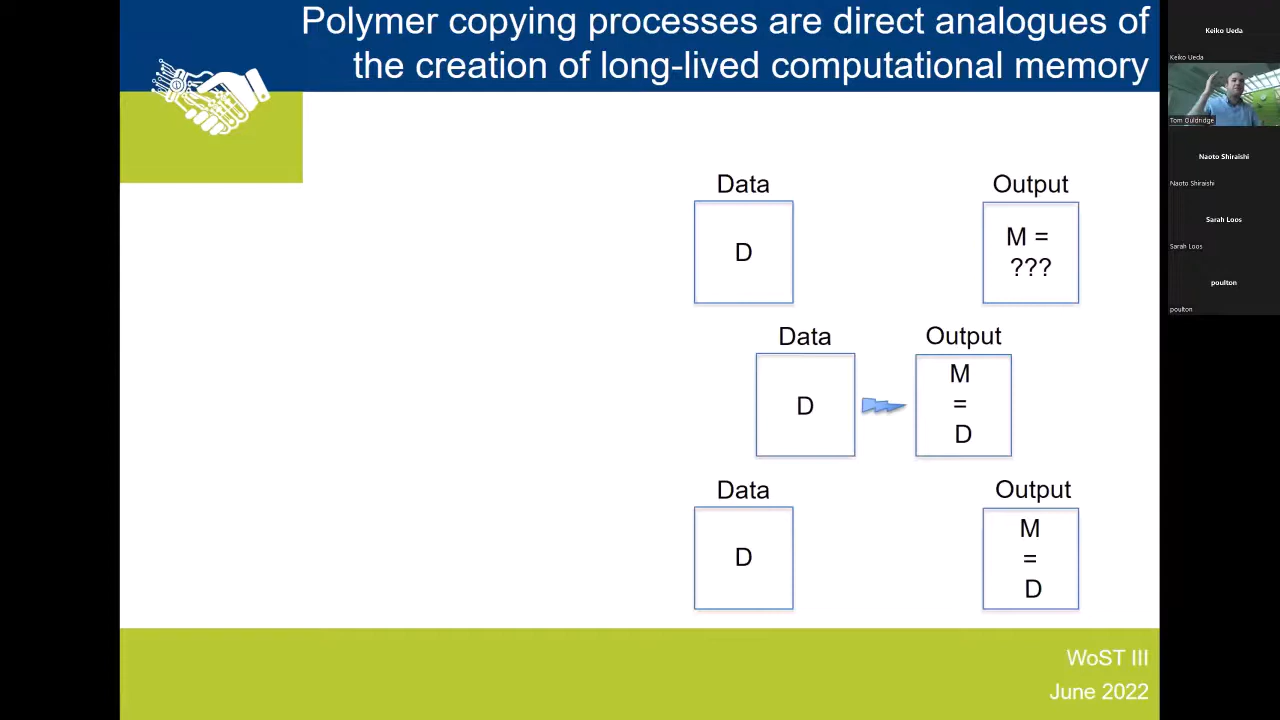 Polymer copying processes are direct analogues of
the creation of long-lived computational memory
Data
Output
D
M =
???
Data
Output
D
M
=
D
Data
Output
D
M
=
D
WoST III
June 2022
Keiko Ueda
Keiko Ueda
Tom Ouldridge
Naoto Shiraishi
Naoto Shiraishi
Sarah Loos
Sarah Loos
poulton
poulton